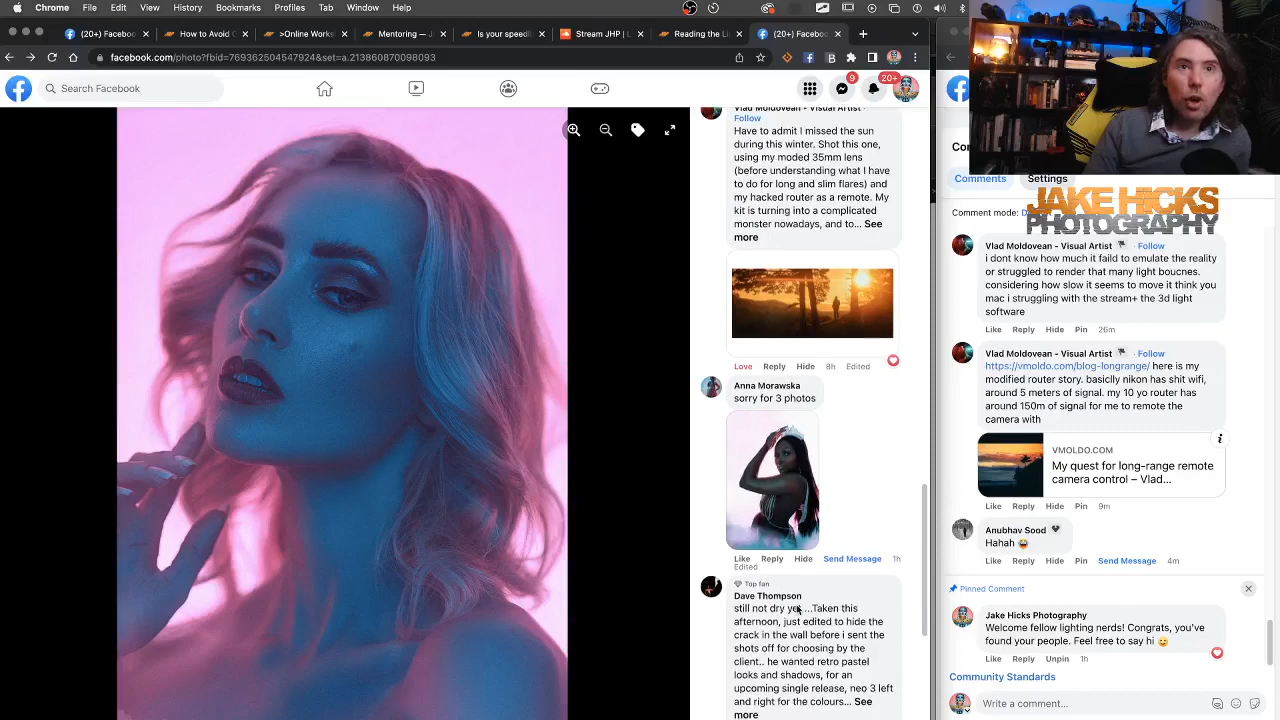 Chrome File Edit View History Bookmarks Profiles Tab Window Help
(20+) Faceboo
How to Avoid C
Mentoring — J
Best Speedli
Stream JHP | L
Reading the Li
(20+) Faceboo
facebook.com/photo?fbid=769362504547924&set=a.213860870098093
Search Facebook
9
20+
Vlad Moldovean - Visual Artist ·
Follow
Have to admit I missed the sun
during this winter. Shot this one,
using my moded 35mm lens
(before understanding what I have
to do for long and slim flares) and
my hacked router as a remote. My
kit is turning into a complicated
monster nowadays, and to... See
more
Love Reply Hide 8h Edited
Anna Morawska
sorry for 3 photos
Like Reply Hide Send Message 1h
Edited
Top fan
Dave Thompson
still not dry ye ...Taken this
afternoon, just edited to hide the
crack in the wall before i sent the
shots off for choosing by the
client.. he wanted retro pastel
looks and shadows, for an
upcoming single release, neo 3 left
and right for the colours... See
more
Comments Settings
JAKE HICKS
PHOTOGRAPHY
Comment mode: D
Vlad Moldovean - Visual Artist · Follow
i dont know how much it faild to emulate the reality
or struggled to render that many light boucnes.
considering how slow it seems to move it think you
mac i struggling with the stream+ the 3d light
software
Like Reply Hide Pin 26m
Vlad Moldovean - Visual Artist · Follow
https://vmoldo.com/blog-longrange/ here is my
modified router story. basiclly nikon has shit wifi,
around 5 meters of signal. my 10 yo router has
around 150m of signal for me to remote the
camera with
VMOLDO.COM
My quest for long-range remote
camera control – Vlad...
Like Reply Hide Pin 9m
Anubhav Sood
Hahah
Like Reply Hide Pin Send Message 4m
Pinned Comment
Jake Hicks Photography
Welcome fellow lighting nerds! Congrats, you've
found your people. Feel free to say hi
Like Reply Unpin 1h
Community Standards
Write a comment...